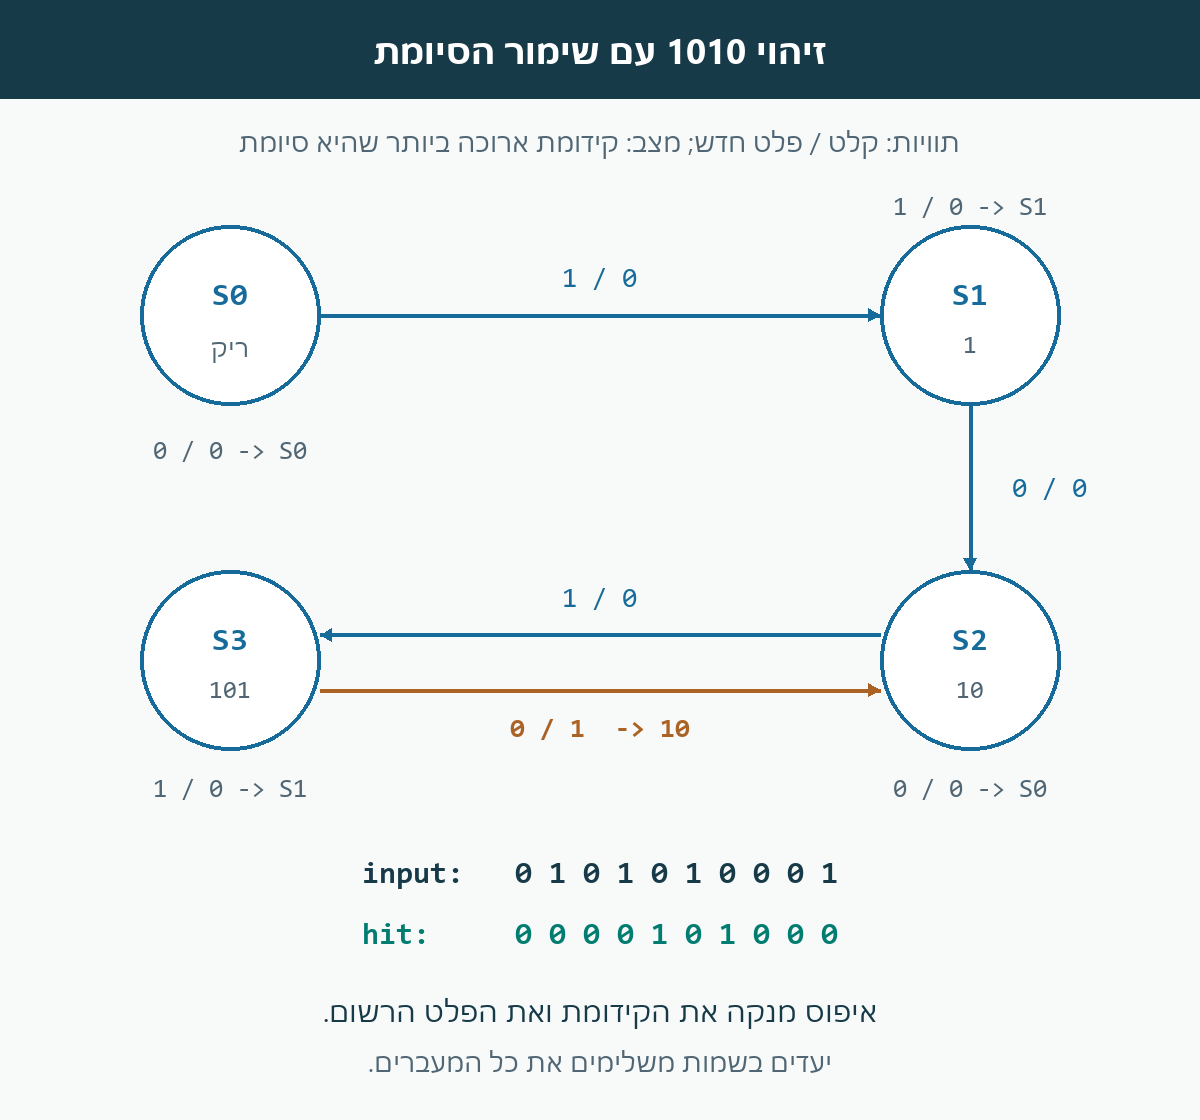 זיהוי 1010 עם שימור הסיומת
תוויות: קלט / פלט חדש; מצב: קידומת ארוכה ביותר שהיא סיומת
1 / 0 -> S1
S0
ריק
1 / 0
S1
1
0 / 0 -> S0
0 / 0
S3
101
1 / 0
0 / 1 -> 10
S2
10
1 / 0 -> S1
0 / 0 -> S0
input: 0 1 0 1 0 1 0 0 0 1
hit: 0 0 0 0 1 0 1 0 0 0
איפוס מנקה את הקידומת ואת הפלט הרשום.
יעדים בשמות משלימים את כל המעברים.